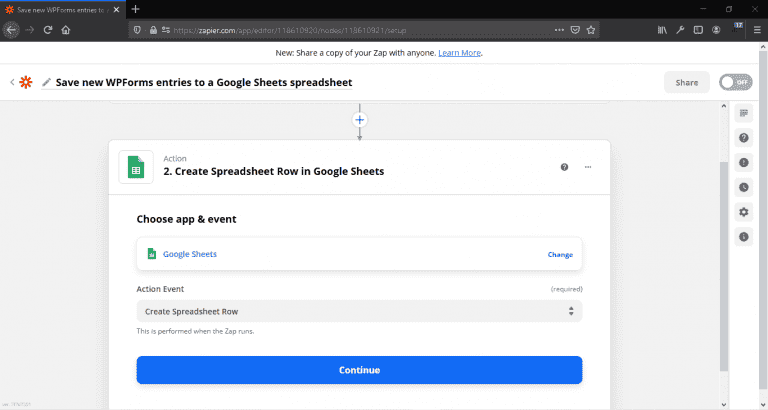 Save new WPForms entries to a
https://zapier.com/app/editor/118610920/nodes/118610921/setup
17
New: Share a copy of your Zap with anyone. Learn More.
Save new WPForms entries to a Google Sheets spreadsheet
Share
OFF
Action
2. Create Spreadsheet Row in Google Sheets
Choose app & event
Google Sheets
Change
Action Event
(required)
Create Spreadsheet Row
This is performed when the Zap runs.
Continue